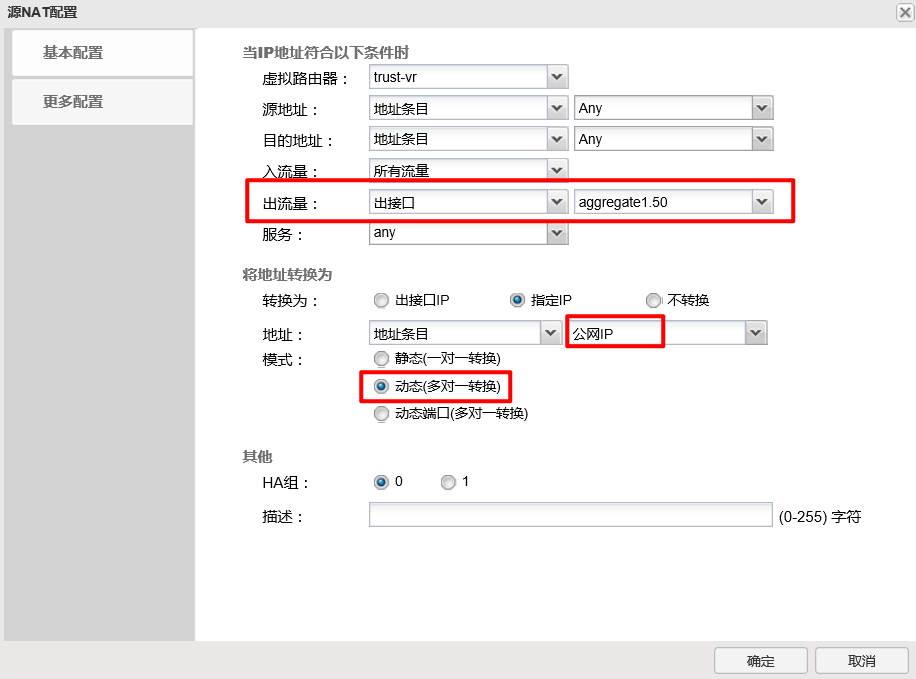 源NAT配置
基本配置
更多配置
当IP地址符合以下条件时
虚拟路由器： trust-vr
源地址： 地址条目 Any
目的地址： 地址条目 Any
入流量： 所有流量
出流量： 出接口 aggregate1.50
服务： any
将地址转换为
转换为： 出接口IP 指定IP 不转换
地址： 地址条目 公网IP
模式： 静态(一对一转换)
动态(多对一转换)
动态端口(多对一转换)
其他
HA组： 0 1
描述： (0-255) 字符
确定 取消